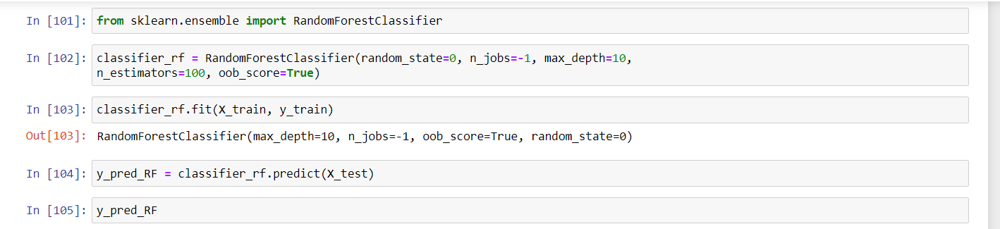 In [101]: from sklearn.ensemble import RandomForestClassifier
In [102]: classifier_rf = RandomForestClassifier(random_state=0, n_jobs=-1, max_depth=10,
n_estimators=100, oob_score=True)
In [103]: classifier_rf.fit(X_train, y_train)
Out[103]: RandomForestClassifier(max_depth=10, n_jobs=-1, oob_score=True, random_state=0)
In [104]: y_pred_RF = classifier_rf.predict(X_test)
In [105]: y_pred_RF